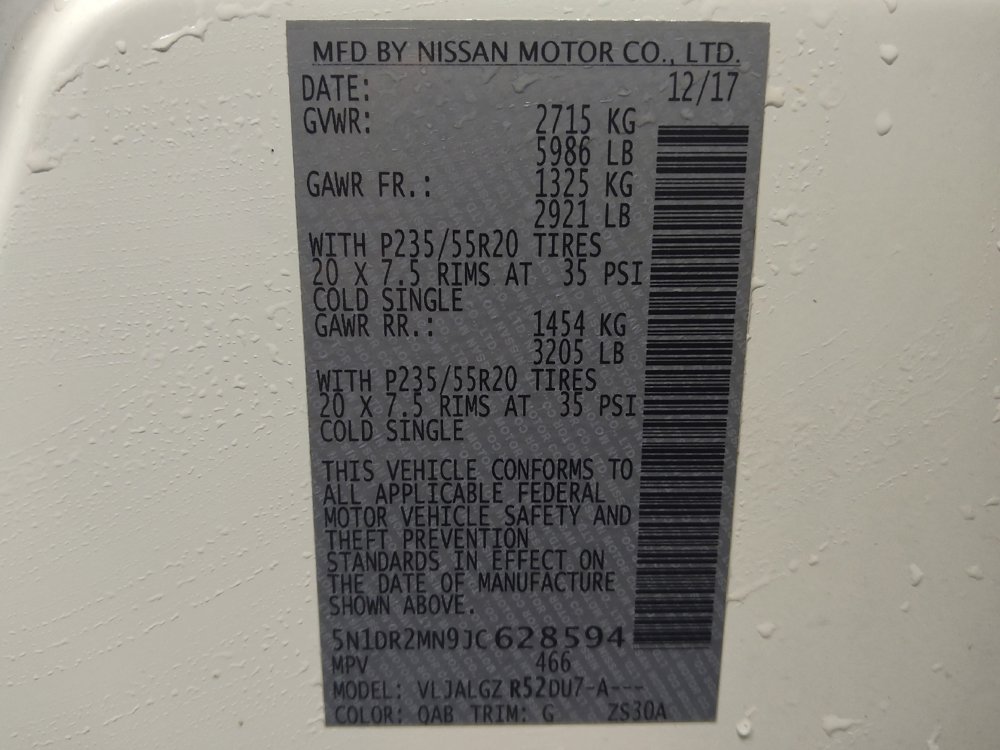 MFD BY NISSAN MOTOR CO., LTD.
DATE: 12/17
GVWR: 2715 KG
5986 LB
GAWR FR.: 1325 KG
2921 LB
WITH P235/55R20 TIRES
20 X 7.5 RIMS AT 35 PSI
COLD SINGLE
GAWR RR.: 1454 KG
3205 LB
WITH P235/55R20 TIRES
20 X 7.5 RIMS AT 35 PSI
COLD SINGLE
THIS VEHICLE CONFORMS TO
ALL APPLICABLE FEDERAL
MOTOR VEHICLE SAFETY AND
THEFT PREVENTION
STANDARDS IN EFFECT ON
THE DATE OF MANUFACTURE
SHOWN ABOVE.
5N1DR2MN9JC628594
MPV 466
MODEL: VLJALGZ R52DU7-A---
COLOR: QAB TRIM: G ZS30A